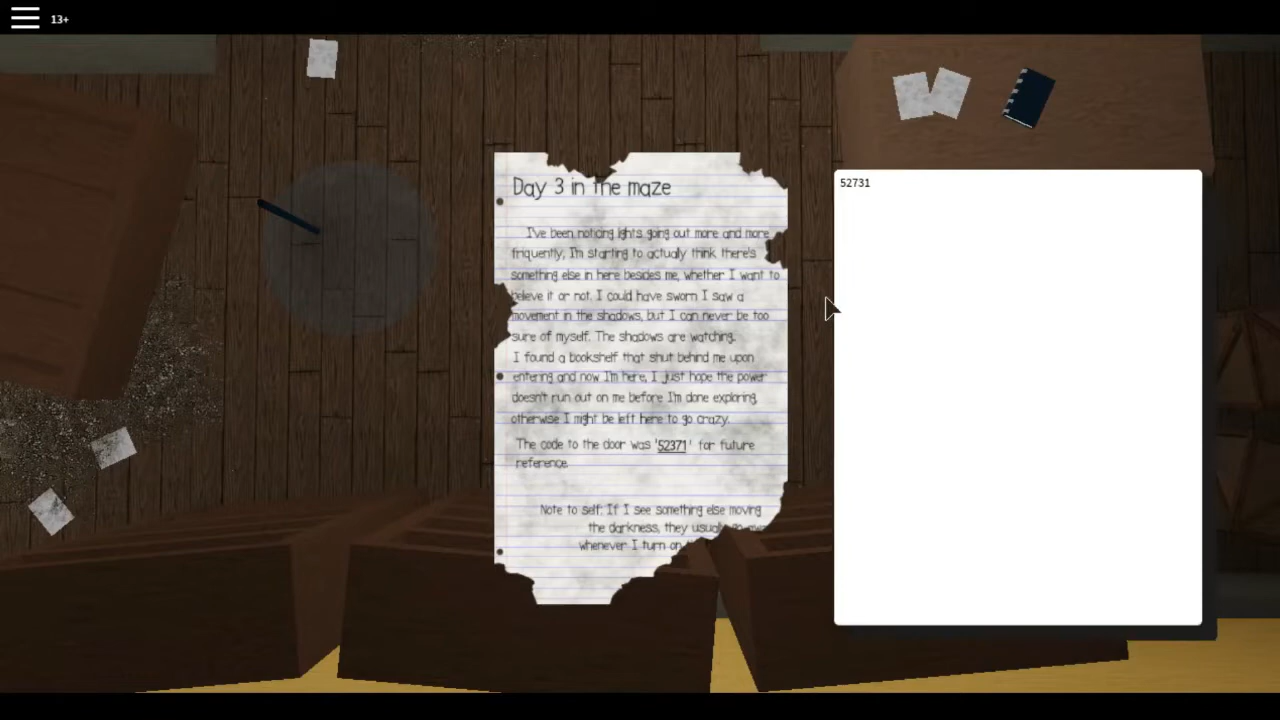 13+
Day 3 in the maze
I've been noticing lights going out more and more
friquently, I'm starting to actually think there's
something else in here besides me, whether I want to
believe it or not. I could have sworn I saw a
movement in the shadows, but I can never be too
sure of myself. The shadows are watching.
I found a bookshelf that shut behind me upon
entering and now I'm here, I just hope the power
doesn't run out on me before I'm done exploring,
otherwise I might be left here to go crazy.
The code to the door was '52371' for future
reference.
Note to self: If I see something else moving
the darkness, they usually go
whenever I turn on
52731